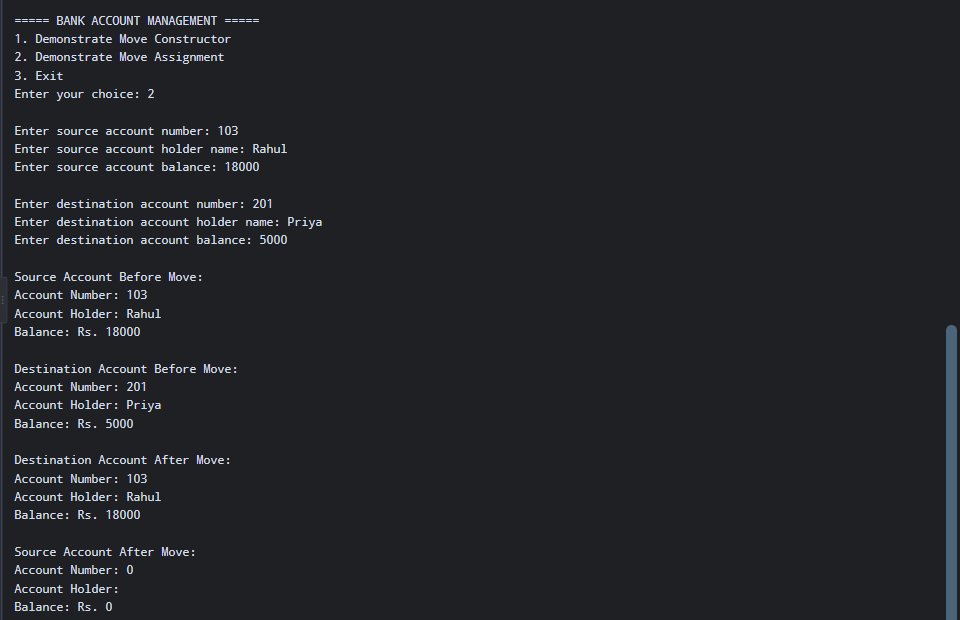 ===== BANK ACCOUNT MANAGEMENT =====
1. Demonstrate Move Constructor
2. Demonstrate Move Assignment
3. Exit
Enter your choice: 2
Enter source account number: 103
Enter source account holder name: Rahul
Enter source account balance: 18000
Enter destination account number: 201
Enter destination account holder name: Priya
Enter destination account balance: 5000
Source Account Before Move:
Account Number: 103
Account Holder: Rahul
Balance: Rs. 18000
Destination Account Before Move:
Account Number: 201
Account Holder: Priya
Balance: Rs. 5000
Destination Account After Move:
Account Number: 103
Account Holder: Rahul
Balance: Rs. 18000
Source Account After Move:
Account Number: 0
Account Holder:
Balance: Rs. 0